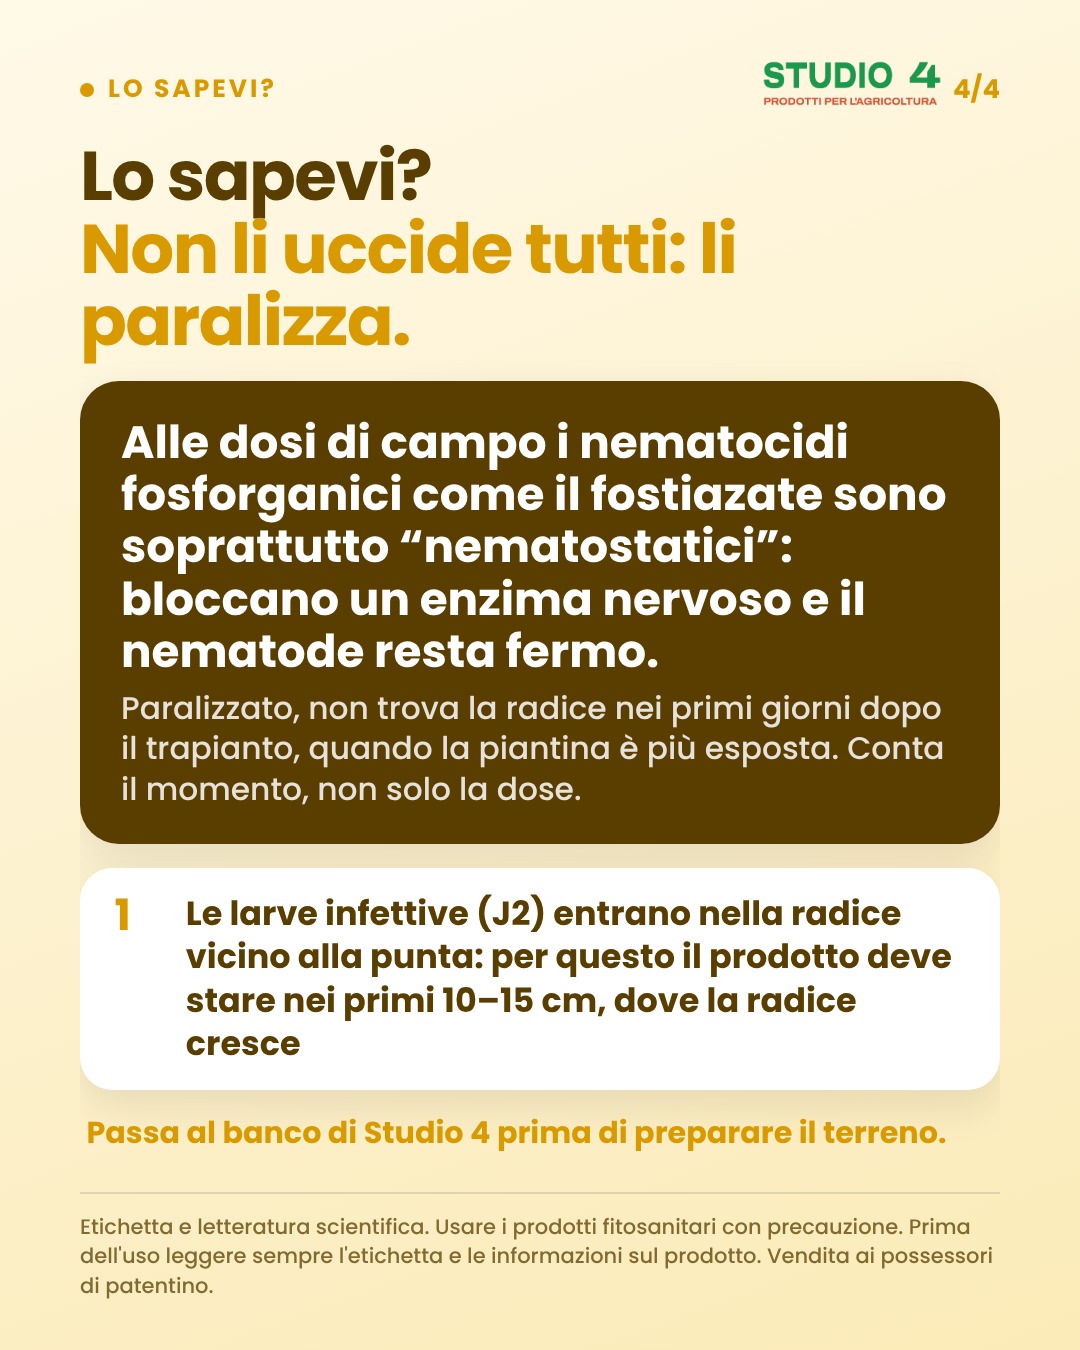 LO SAPEVI?
STUDIO 4
PRODOTTI PER L'AGRICOLTURA
4/4
Lo sapevi?
Non li uccide tutti: li
paralizza.
Alle dosi di campo i nematocidi
fosforganici come il fostiazate sono
soprattutto “nematostatici”:
bloccano un enzima nervoso e il
nematode resta fermo.
Paralizzato, non trova la radice nei primi giorni dopo
il trapianto, quando la piantina è più esposta. Conta
il momento, non solo la dose.
1
Le larve infettive (J2) entrano nella radice
vicino alla punta: per questo il prodotto deve
stare nei primi 10–15 cm, dove la radice
cresce
Passa al banco di Studio 4 prima di preparare il terreno.
Etichetta e letteratura scientifica. Usare i prodotti fitosanitari con precauzione. Prima
dell'uso leggere sempre l'etichetta e le informazioni sul prodotto. Vendita ai possessori
di patentino.